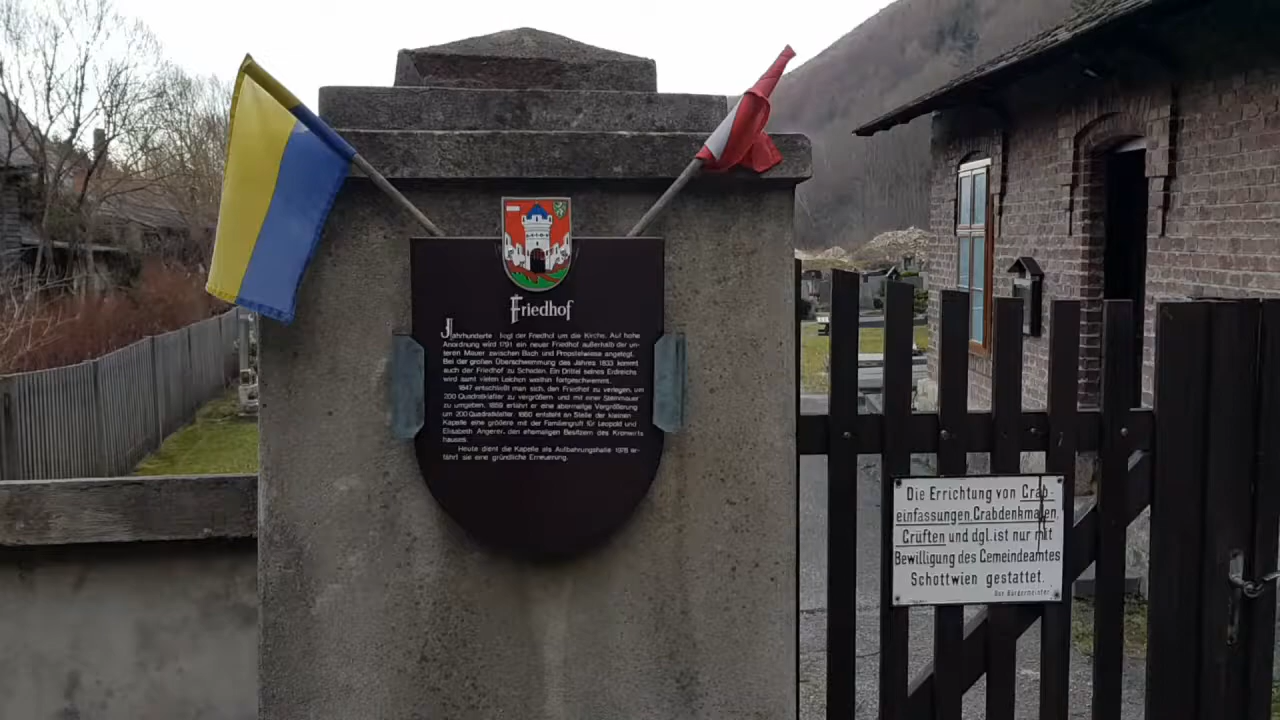 Friedhof
Jahrhunderte liegt der Friedhof um die Kirche. Auf hohe
Anordnung wird 1791 ein neuer Friedhof außerhalb der un-
teren Mauer zwischen Bach und Propstelwiese angelegt.
Bei der großen Überschwemmung des Jahres 1833 kommt
auch der Friedhof zu Schaden. Ein Drittel seines Erdreichs
wird samt vielen Leichen weithin fortgeschwemmt.
1847 entschließt man sich, den Friedhof zu verlegen, um
350 Quadratklafter zu vergrößern und mit einer Steinmauer
zu umgeben. 1859 erfährt er eine abermalige Vergrößerung
um 200 Quadratklafter. 1880 entsteht an Stelle der kleinen
Kapelle eine größere mit der Familiengruft für Leopold und
Elisabeth Angerer, den ehemaligen Besitzern des Kronwirts
hauses.
Heute dient die Kapelle als Aufbahrungshalle 1978 er-
fährt sie eine gründliche Erneuerung.
Die Errichtung von Grab-
einfassungen, Grabdenkmalen,
Grüften und dgl. ist nur mit
Bewilligung des Gemeindeamtes
Schottwien gestattet.
Der Bürgermeister